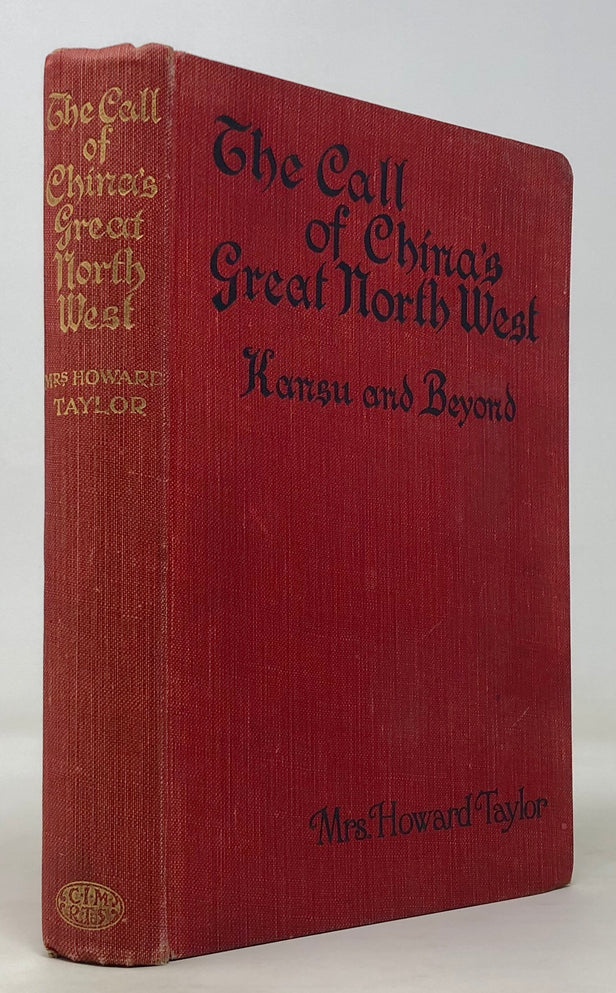 The Call
of
China's
Great
North
West
MRS HOWARD
TAYLOR
C·I·M
R·T·S
The Call
of China's
Great North West
Kansu and Beyond
Mrs. Howard Taylor